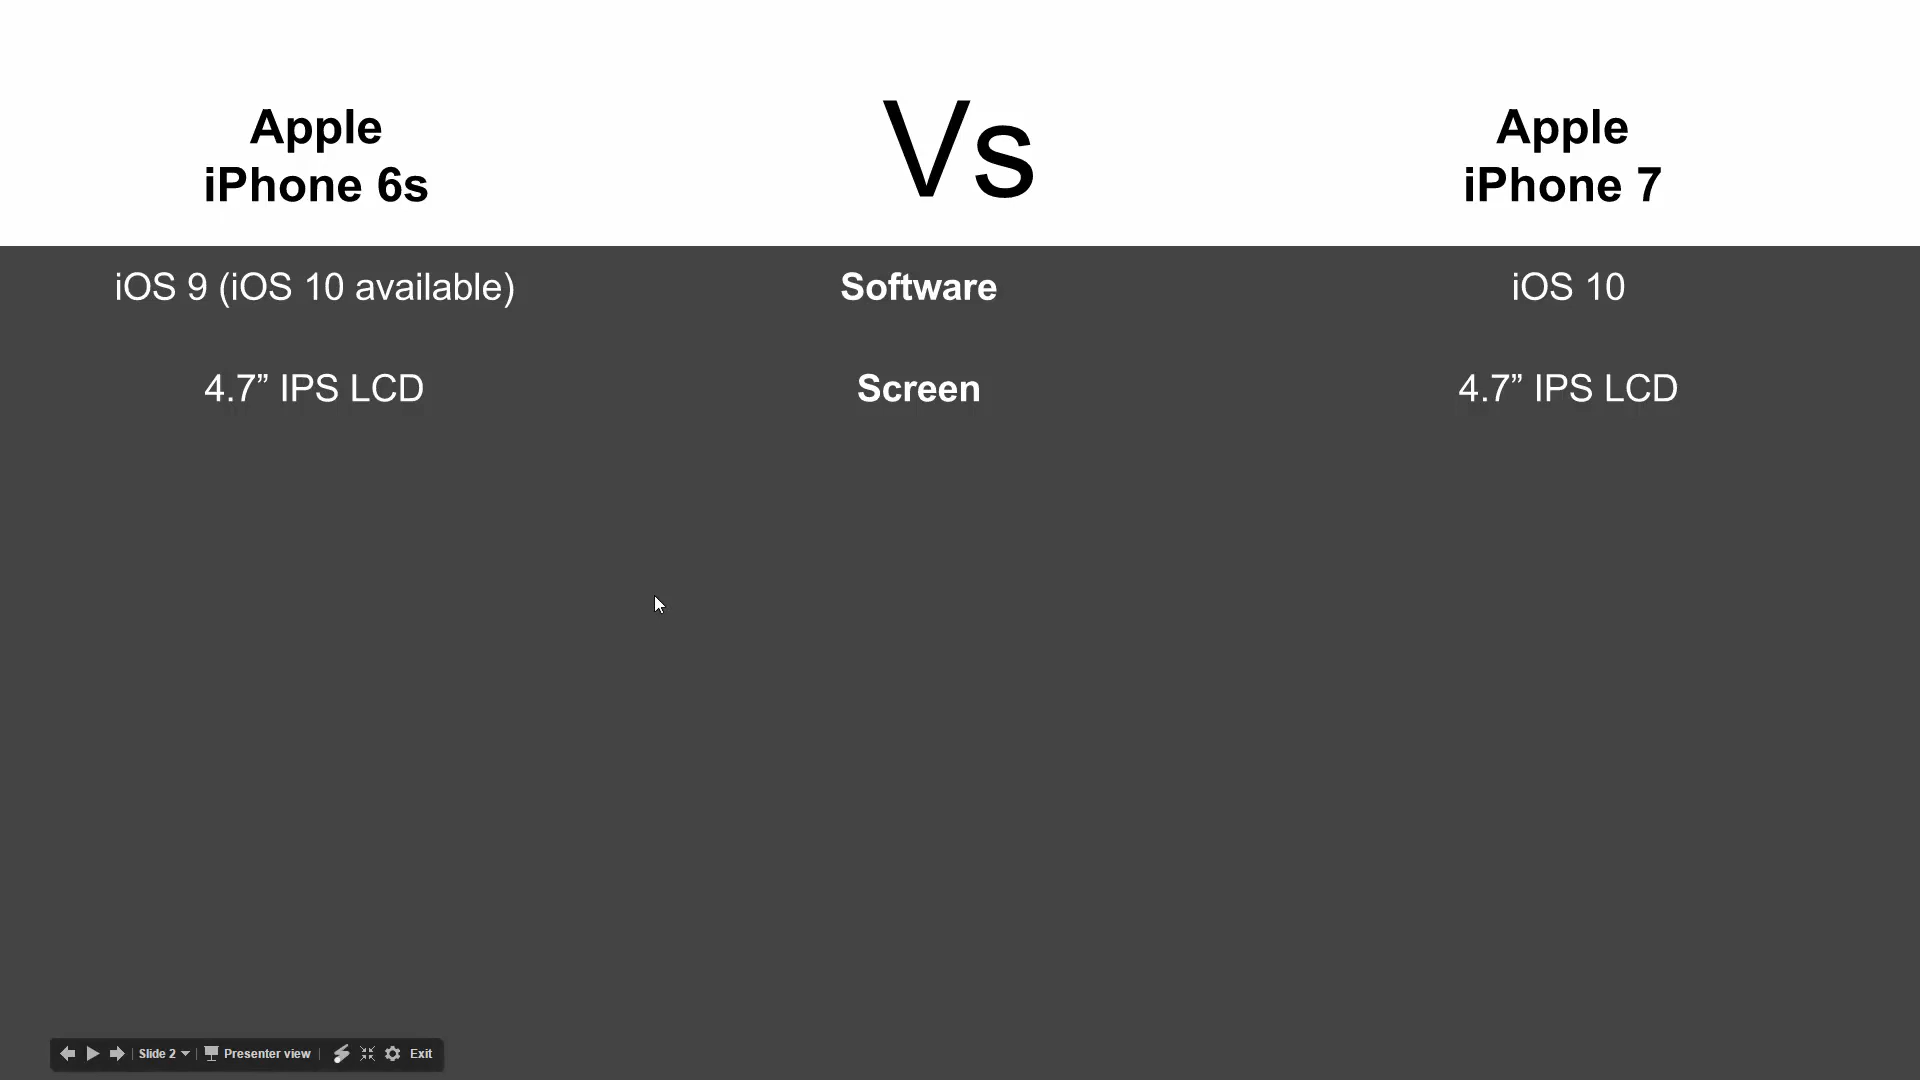 Apple
iPhone 6s
Vs
Apple
iPhone 7
iOS 9 (iOS 10 available)
Software
iOS 10
4.7” IPS LCD
Screen
4.7” IPS LCD
Slide 2
Presenter view
Exit